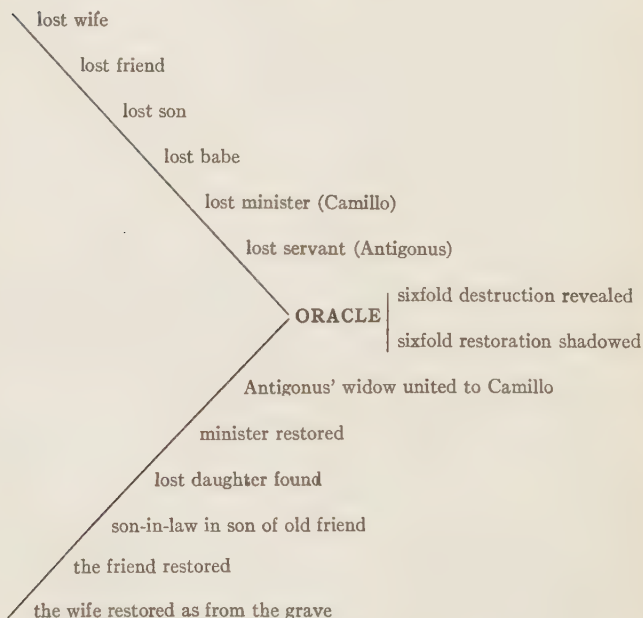 lost wife
lost friend
lost son
lost babe
lost minister (Camillo)
lost servant (Antigonus)
sixfold destruction revealed
ORACLE
sixfold restoration shadowed
Antigonus' widow united to Camillo
minister restored
lost daughter found
son-in-law in son of old friend
the friend restored
the wife restored as from the grave